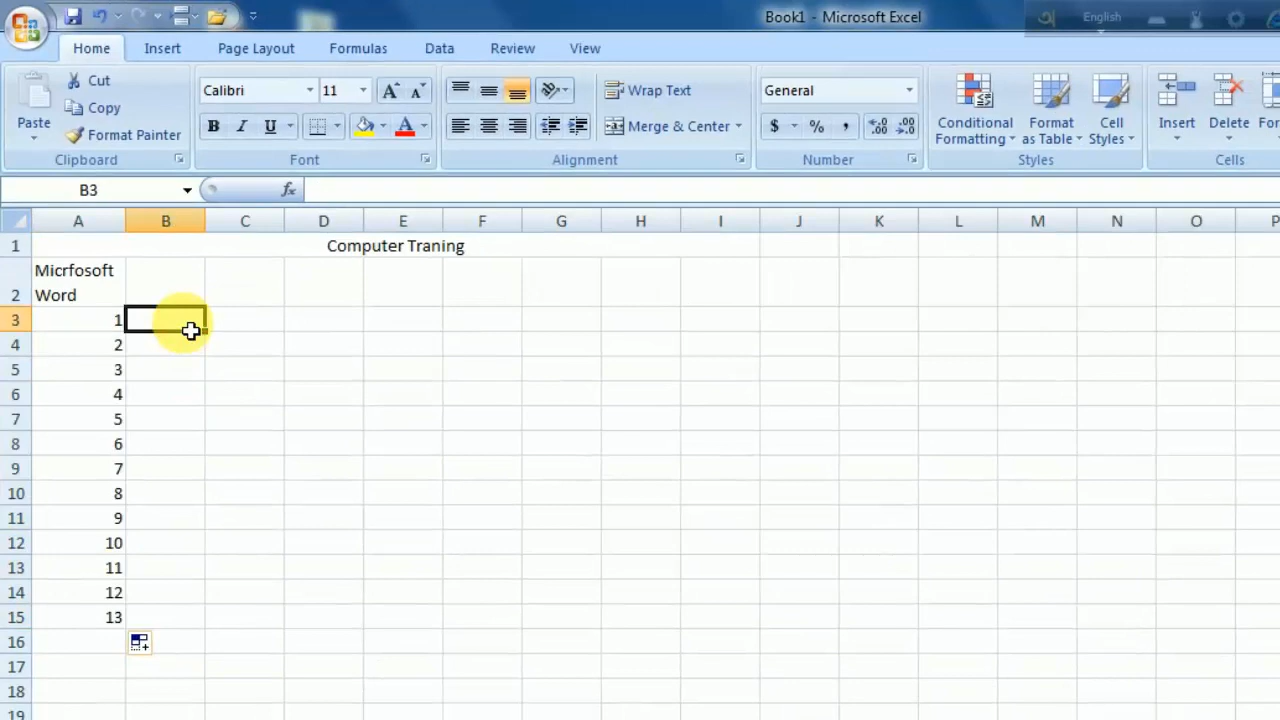 Book1 - Microsoft Excel
English
Home Insert Page Layout Formulas Data Review View
Paste
Cut
Copy
Format Painter
Clipboard
Calibri 11 A A
B I U A
Font
Wrap Text
Merge & Center
Alignment
General
$ % , .00 .0
Number
Conditional Formatting
Format as Table
Cell Styles
Styles
Insert Delete
Cells
B3 fx
A B C D E F G H I J K L M N O P
1 Computer Traning
Micrfosoft
2 Word
3 1
4 2
5 3
6 4
7 5
8 6
9 7
10 8
11 9
12 10
13 11
14 12
15 13
16
17
18
19